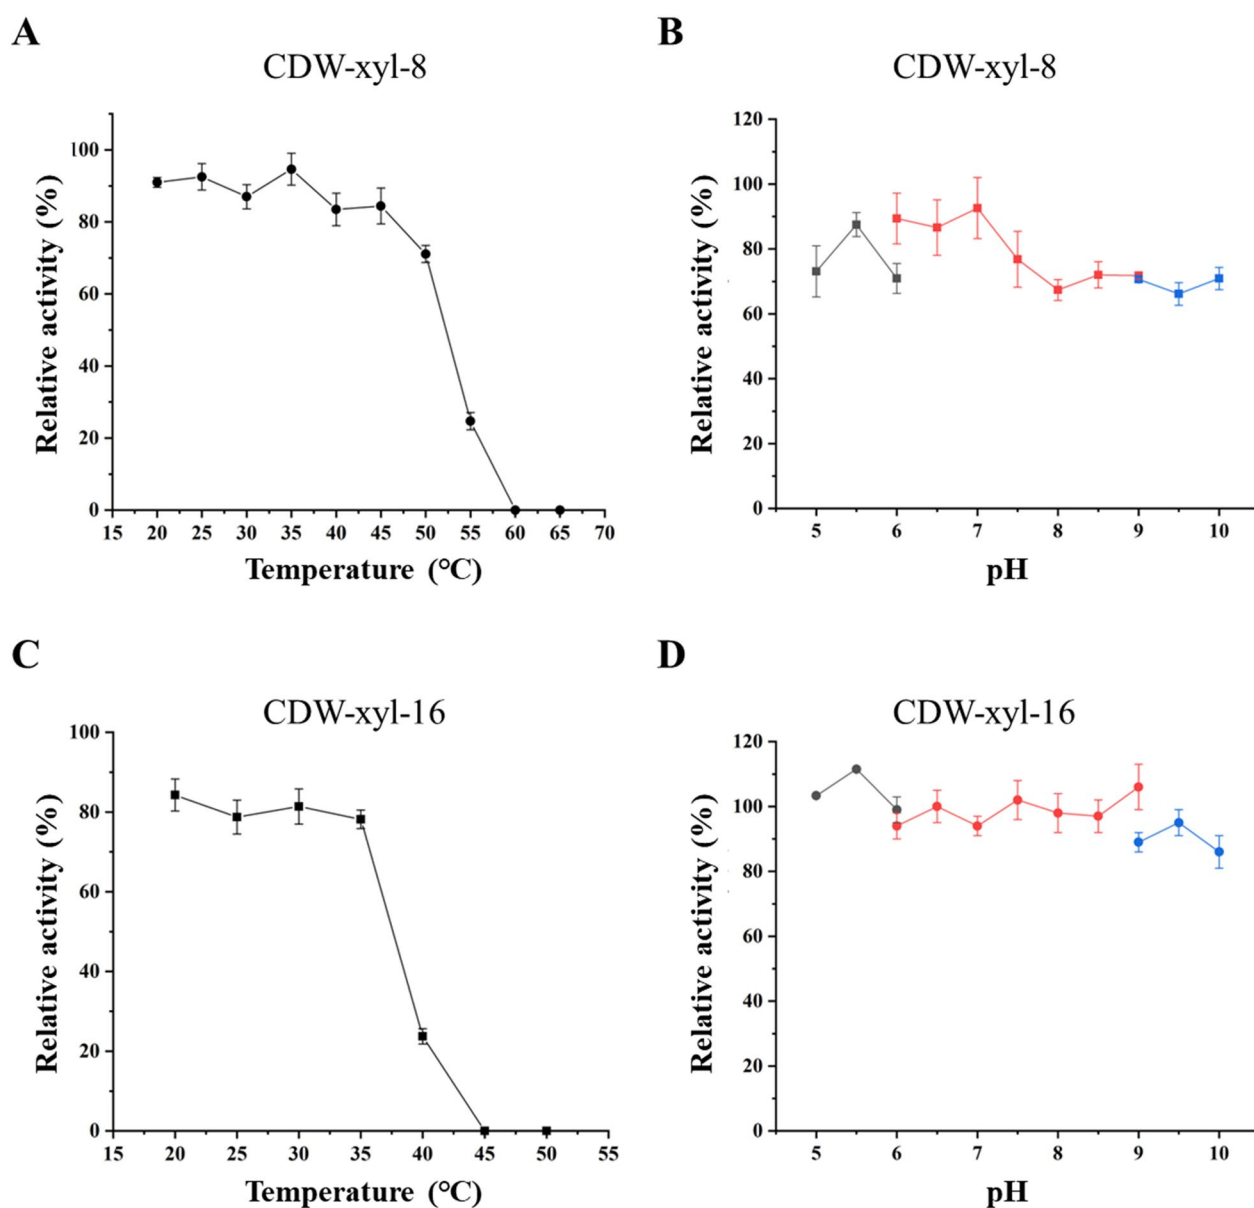 A
CDW-xyl-8
Relative activity (%)
100
80
60
40
20
0
15 20 25 30 35 40 45 50 55 60 65 70
Temperature (°C)
B
CDW-xyl-8
Relative activity (%)
120
100
80
60
40
20
0
5 6 7 8 9 10
pH
C
CDW-xyl-16
Relative activity (%)
100
80
60
40
20
0
15 20 25 30 35 40 45 50 55
Temperature (°C)
D
CDW-xyl-16
Relative activity (%)
120
100
80
60
40
20
0
5 6 7 8 9 10
pH